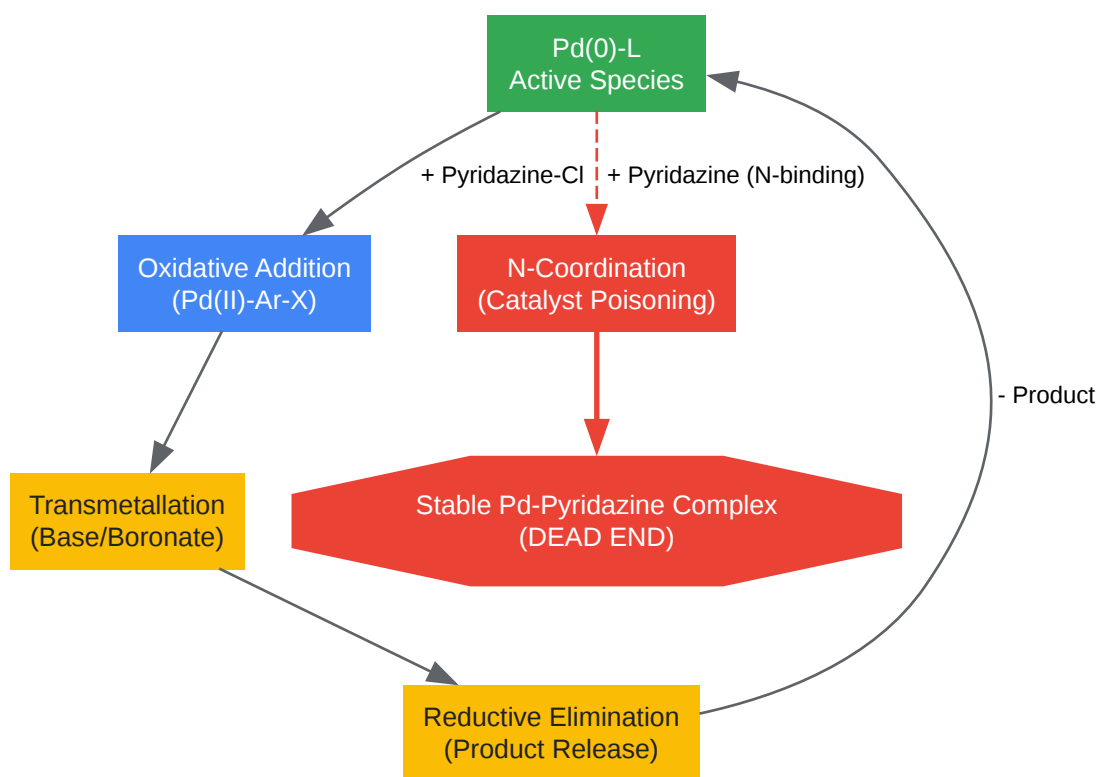 Pd(0)-L
Active Species
+ Pyridazine-Cl
+ Pyridazine (N-binding)
Oxidative Addition
(Pd(II)-Ar-X)
N-Coordination
(Catalyst Poisoning)
- Product
Transmetallation
(Base/Boronate)
Stable Pd-Pyridazine Complex
(DEAD END)
Reductive Elimination
(Product Release)